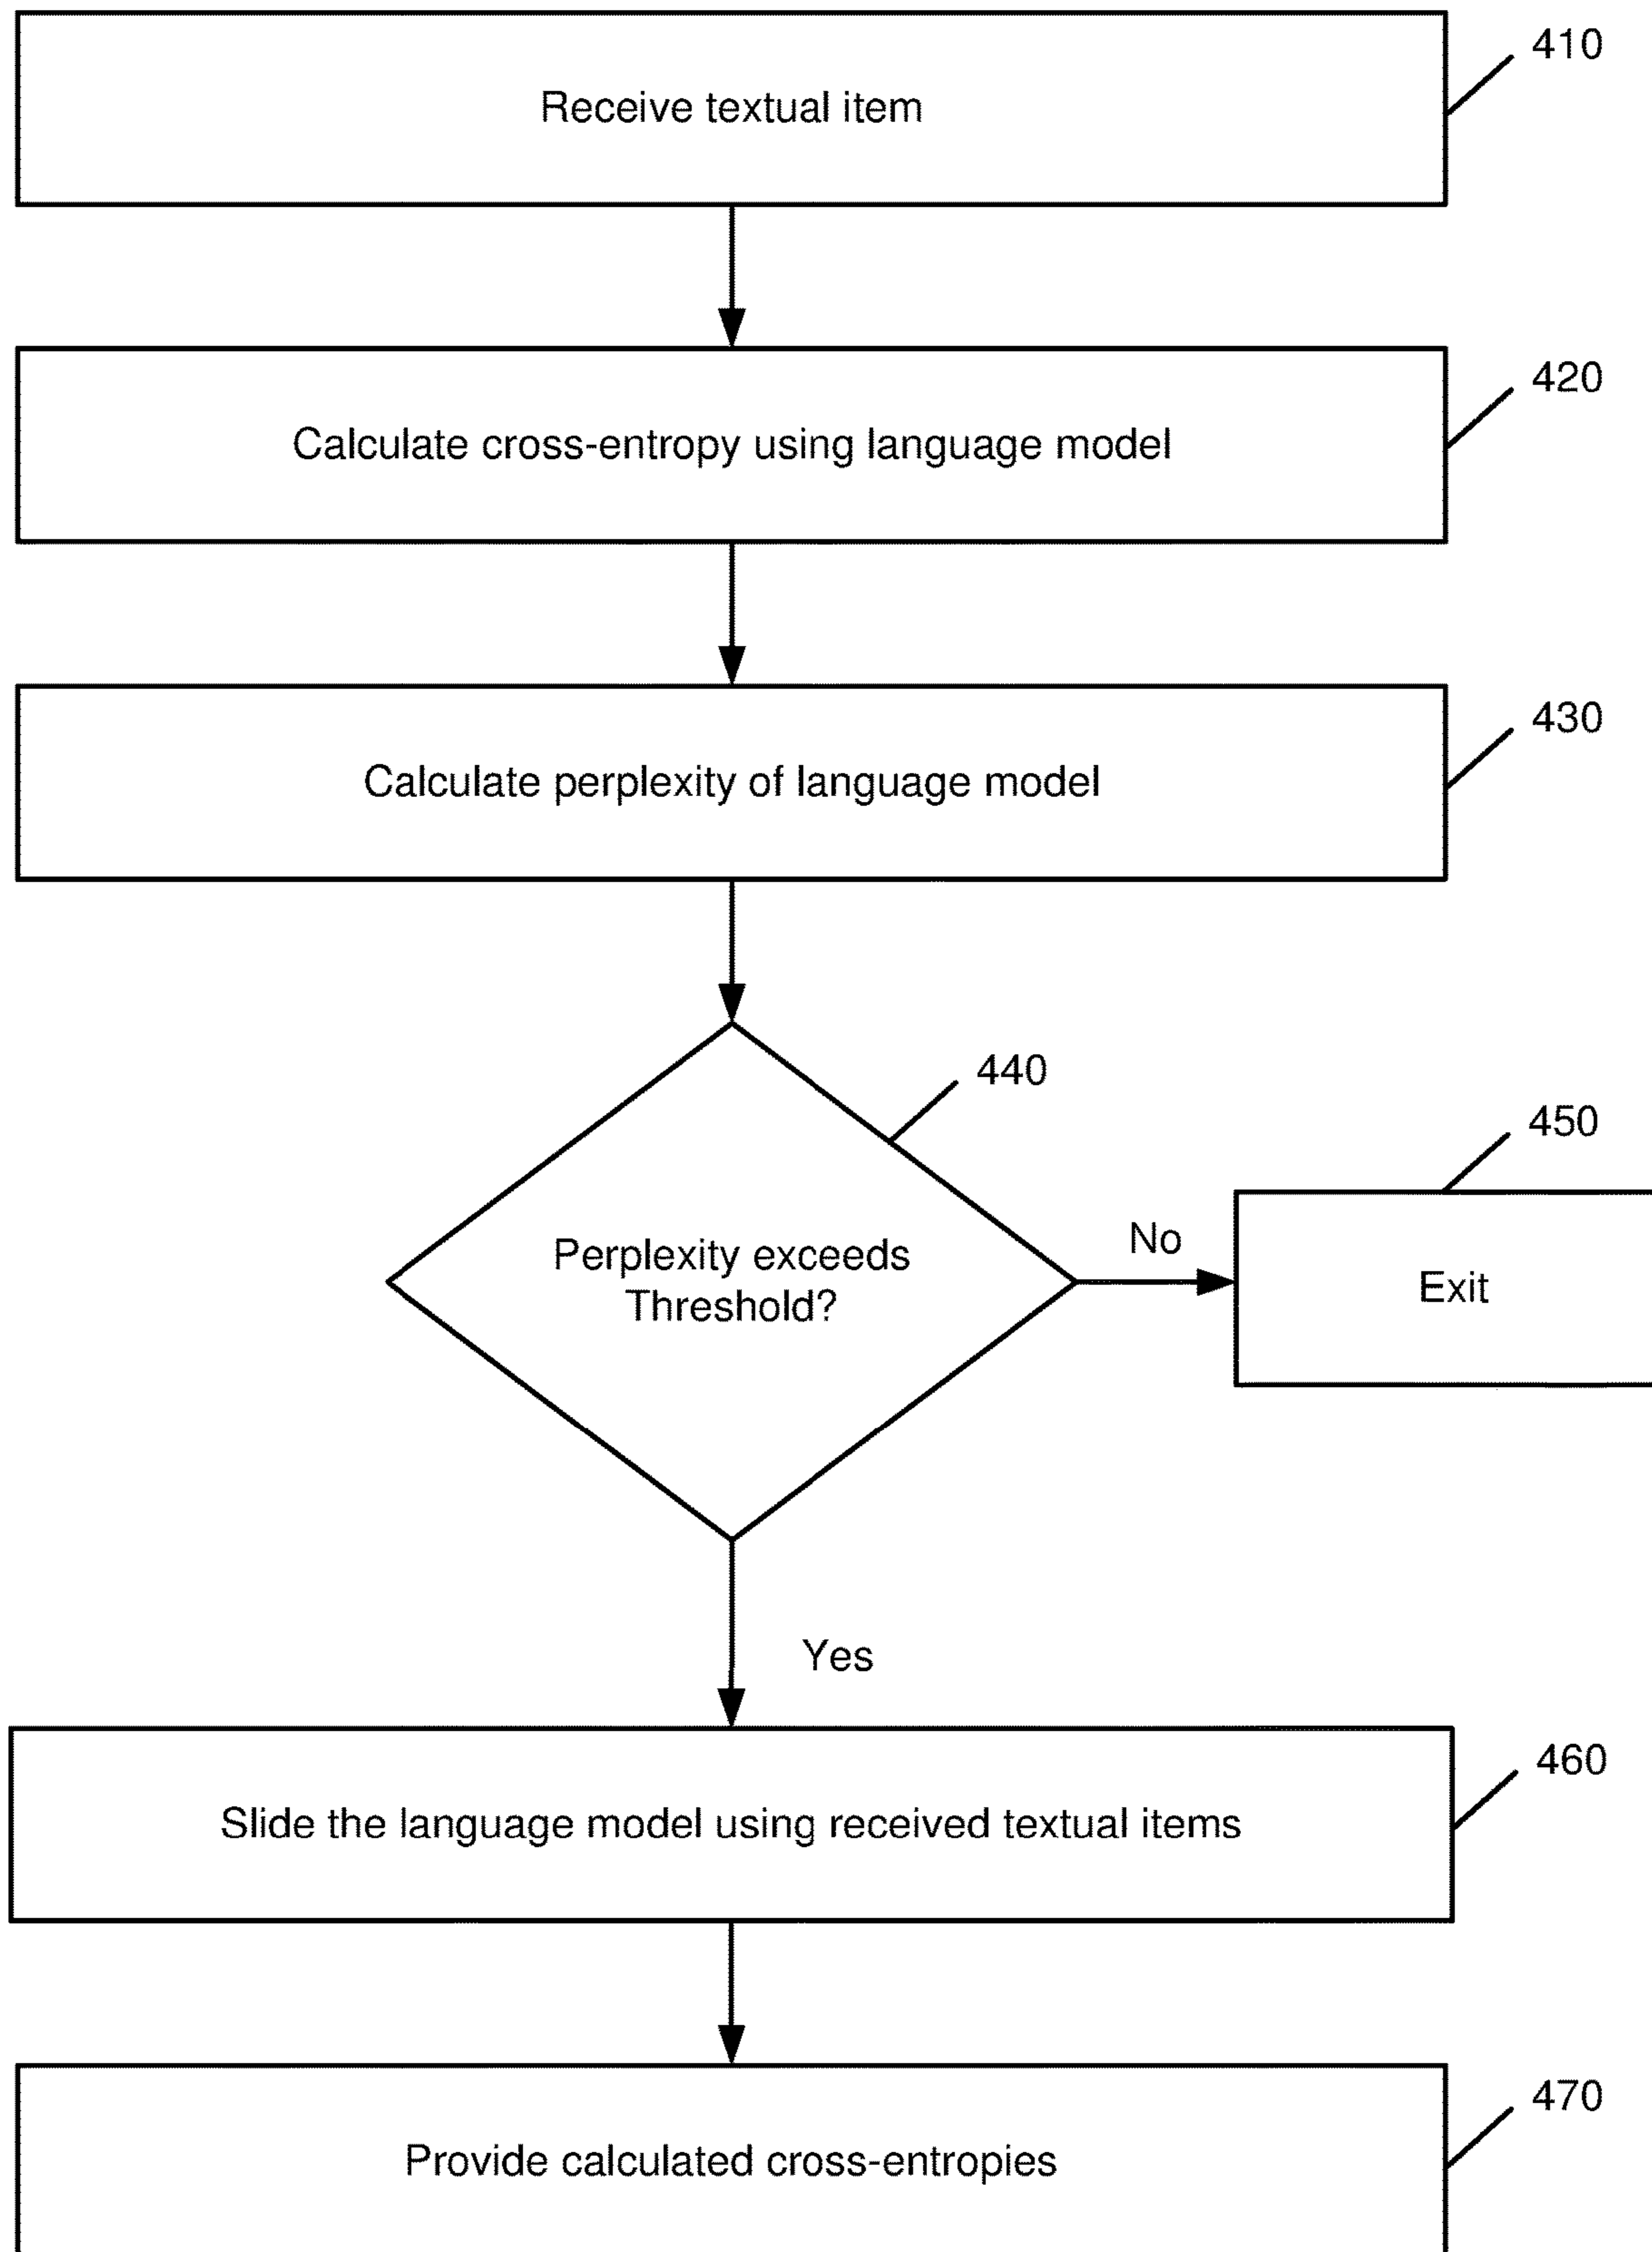 410
Receive textual item
420
Calculate cross-entropy using language model
430
Calculate perplexity of language model
440
450
No
Perplexity exceeds
Threshold?
Exit
Yes
460
Slide the language model using received textual items
470
Provide calculated cross-entropies